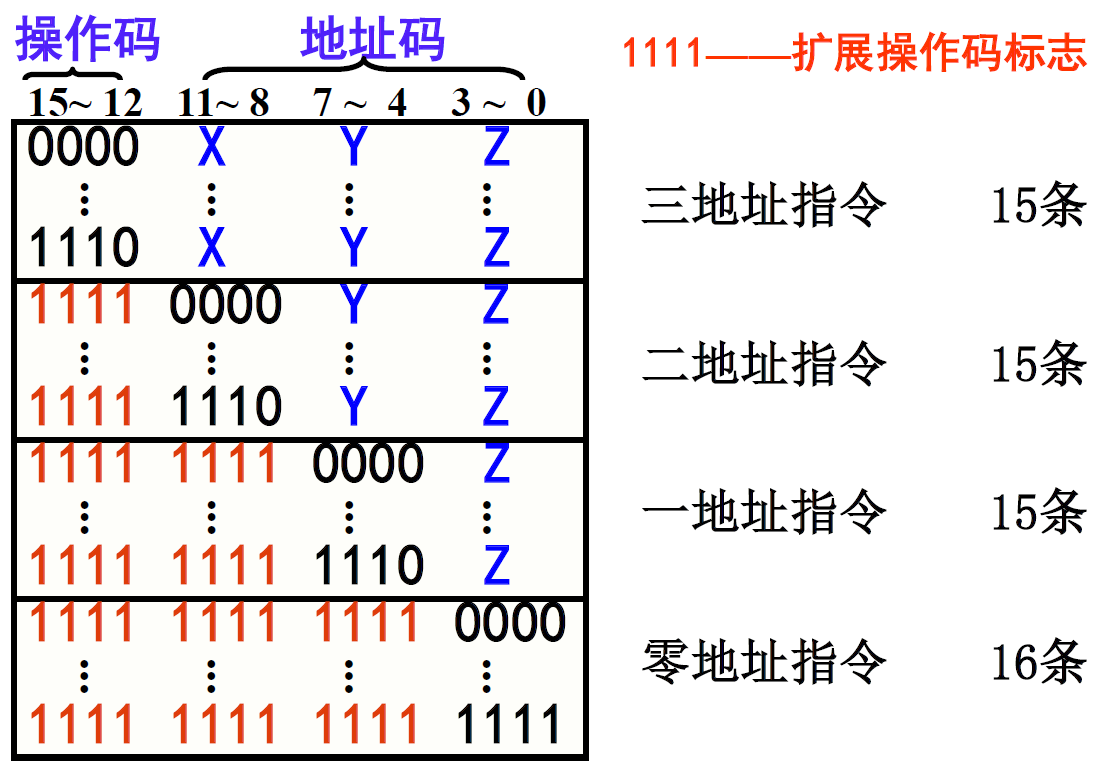 操作码 地址码 1111——扩展操作码标志
15~ 12 11~ 8 7 ~ 4 3 ~ 0
0000 X Y Z
⋮ ⋮ ⋮ ⋮ 三地址指令 15条
1110 X Y Z
1111 0000 Y Z
⋮ ⋮ ⋮ ⋮ 二地址指令 15条
1111 1110 Y Z
1111 1111 0000 Z
⋮ ⋮ ⋮ ⋮ 一地址指令 15条
1111 1111 1110 Z
1111 1111 1111 0000
⋮ ⋮ ⋮ ⋮ 零地址指令 16条
1111 1111 1111 1111